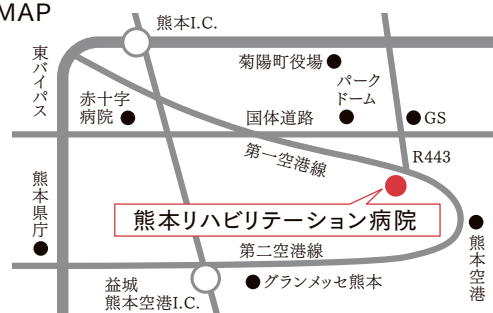 MAP
熊本I.C.
東バイパス
菊陽町役場
パーク
ドーム
赤十字
病院
国体道路
GS
第一空港線
R443
熊本県庁
熊本リハビリテーション病院
第二空港線
熊本空港
益城
熊本空港I.C.
グランメッセ熊本